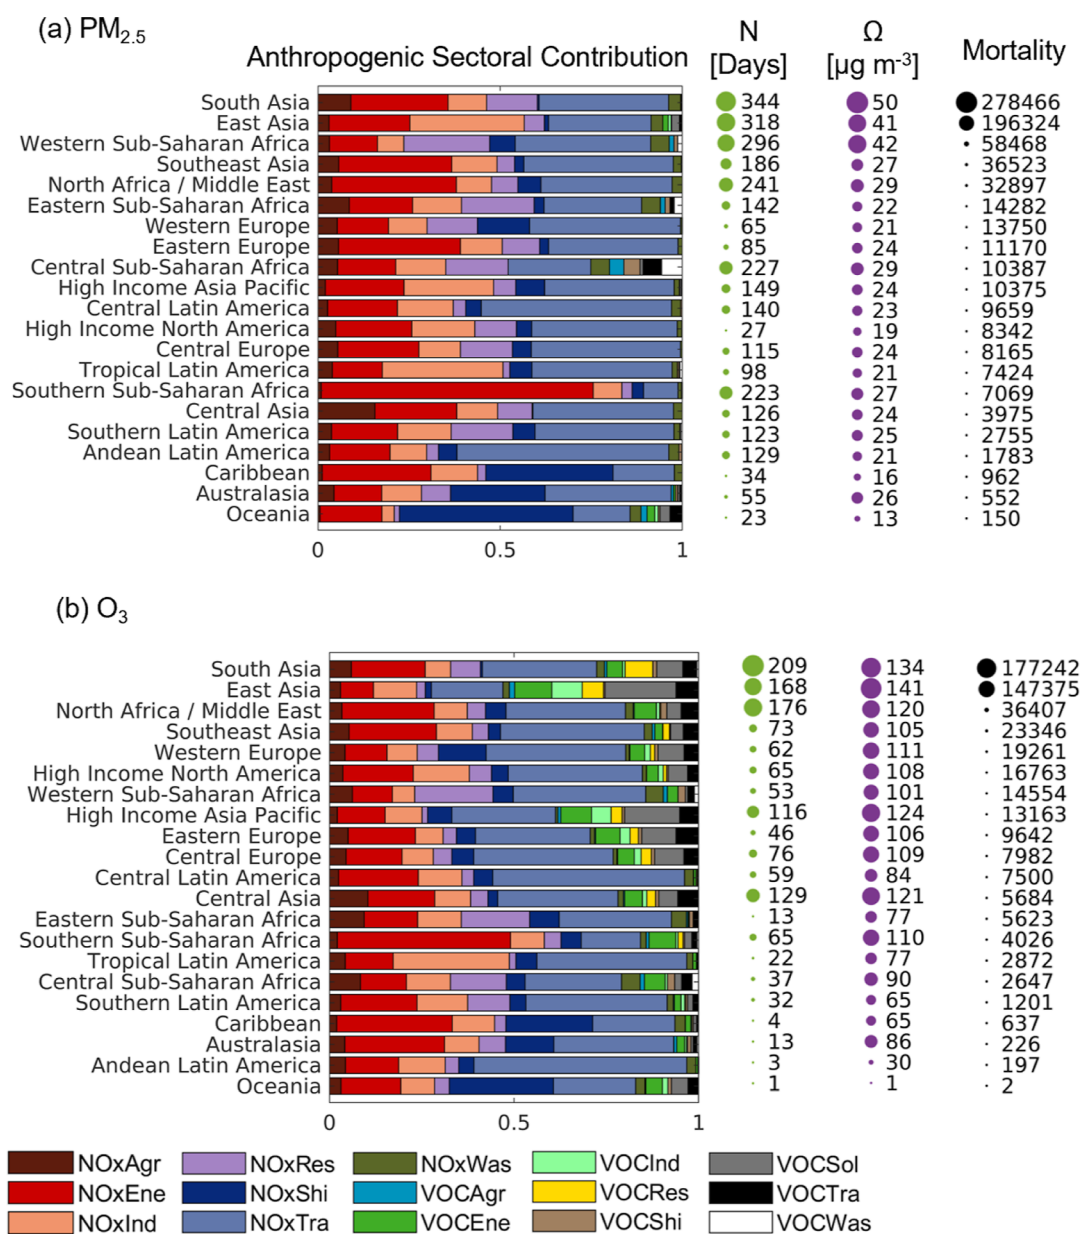 (a) PM2.5
Anthropogenic Sectoral Contribution
N [Days]
Ω [µg m-3]
Mortality
South Asia 344 50 278466
East Asia 318 41 196324
Western Sub-Saharan Africa 296 42 58468
Southeast Asia 186 27 36523
North Africa / Middle East 241 29 32897
Eastern Sub-Saharan Africa 142 22 14282
Western Europe 65 21 13750
Eastern Europe 85 24 11170
Central Sub-Saharan Africa 227 29 10387
High Income Asia Pacific 149 24 10375
Central Latin America 140 23 9659
High Income North America 27 19 8342
Central Europe 115 24 8165
Tropical Latin America 98 21 7424
Southern Sub-Saharan Africa 223 27 7069
Central Asia 126 24 3975
Southern Latin America 123 25 2755
Andean Latin America 129 21 1783
Caribbean 34 16 962
Australasia 55 26 552
Oceania 23 13 150
0 0.5 1
(b) O3
South Asia 209 134 177242
East Asia 168 141 147375
North Africa / Middle East 176 120 36407
Southeast Asia 73 105 23346
Western Europe 62 111 19261
High Income North America 65 108 16763
Western Sub-Saharan Africa 53 101 14554
High Income Asia Pacific 116 124 13163
Eastern Europe 46 106 9642
Central Europe 76 109 7982
Central Latin America 59 84 7500
Central Asia 129 121 5684
Eastern Sub-Saharan Africa 13 77 5623
Southern Sub-Saharan Africa 65 110 4026
Tropical Latin America 22 77 2872
Central Sub-Saharan Africa 37 90 2647
Southern Latin America 32 65 1201
Caribbean 4 65 637
Australasia 13 86 226
Andean Latin America 3 30 197
Oceania 1 1 2
0 0.5 1
NOxAgr NOxRes NOxWas VOCInd VOCSol
NOxEne NOxShi VOCAgr VOCRes VOCTra
NOxInd NOxTra VOCEne VOCShi VOCWas